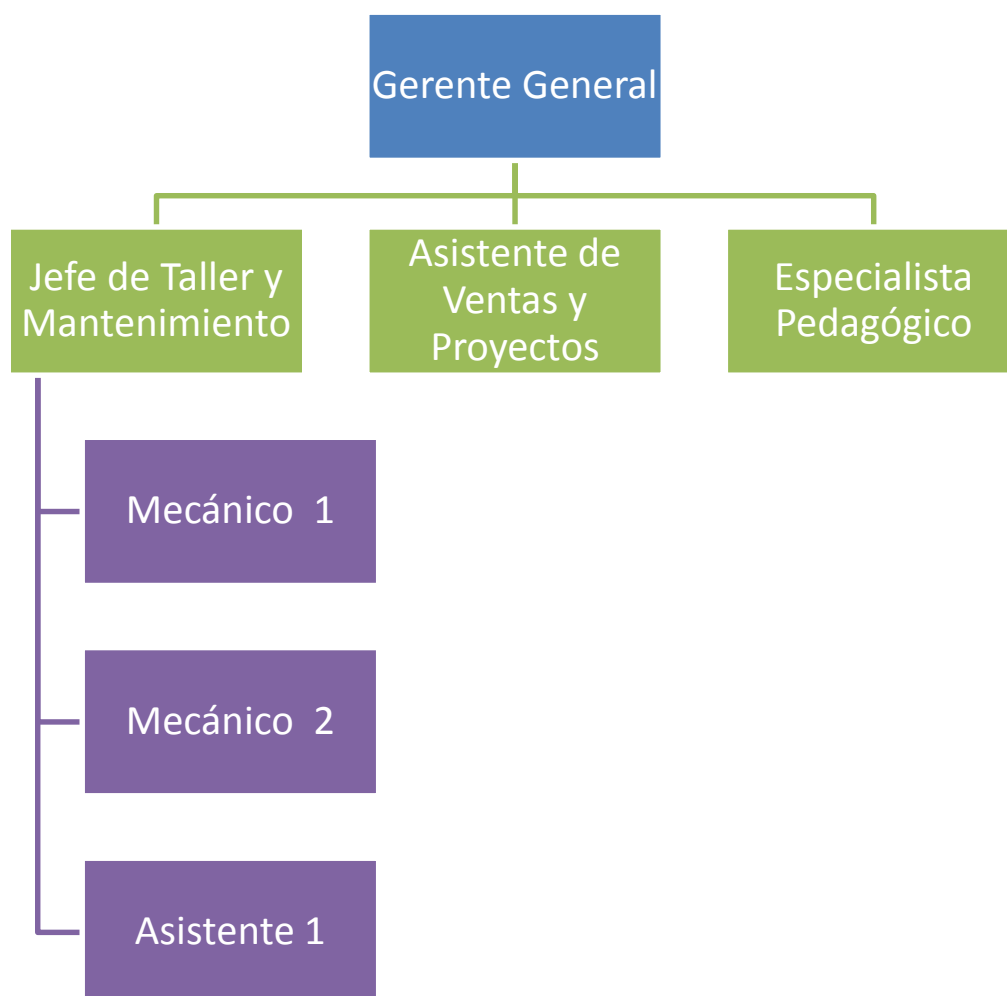 Gerente General
Jefe de Taller y
Mantenimiento
Asistente de
Ventas y
Proyectos
Especialista
Pedagógico
Mecánico  1
Mecánico  2
Asistente 1